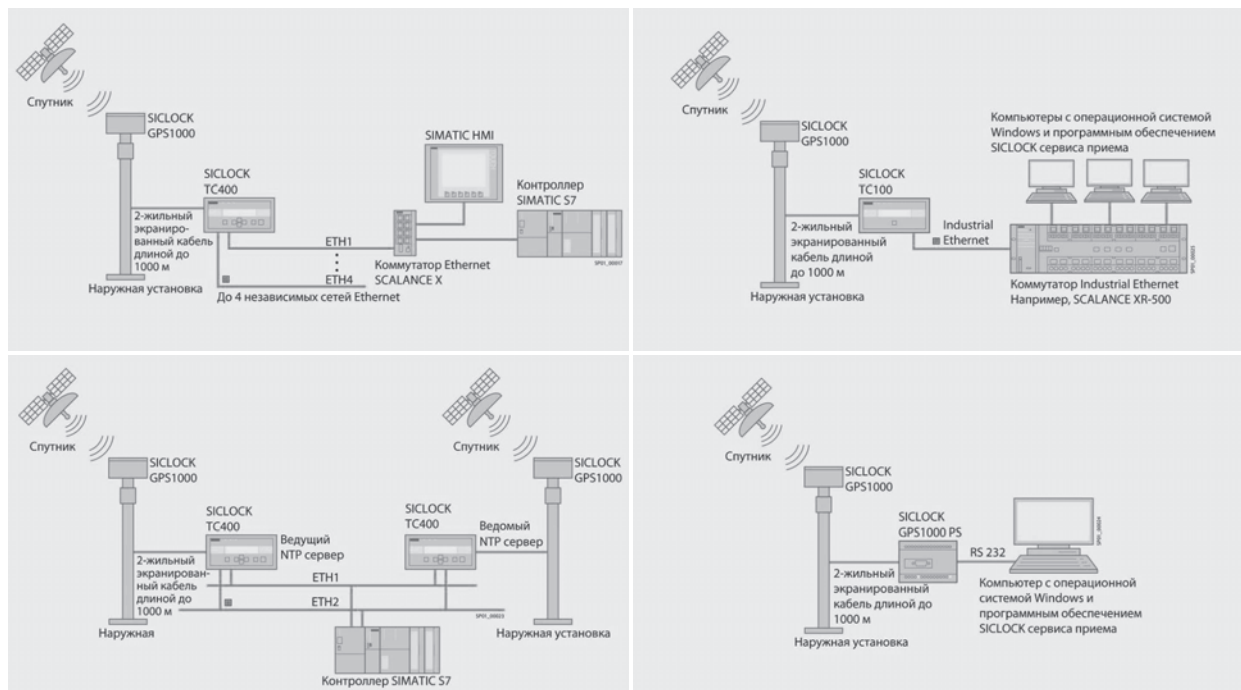 Спутник
SICLOCK
GPS1000
SICLOCK
TC400
2-жильный
экраниро-
ванный кабель
длиной до
1000 м
Наружная установка
SIMATIC HMI
Контроллер
SIMATIC S7
ETH1
ETH4
Коммутатор Ethernet
SCALANCE X
До 4 независимых сетей Ethernet
Спутник
SICLOCK
GPS1000
SICLOCK
TC100
2-жильный
экранированный
кабель длиной
до 1000 м
Наружная установка
Industrial
Ethernet
Компьютеры с операционной системой
Windows и программным обеспечением
SICLOCK сервиса приема
Коммутатор Industrial Ethernet
Например, SCALANCE XR-500
Спутник
SICLOCK
GPS1000
SICLOCK
TC400
Ведущий
NTP сервер
2-жильный
экранирован-
ный кабель
длиной до
1000 м
Наружная
ETH1
ETH2
SICLOCK
TC400
Ведомый
NTP сервер
Спутник
SICLOCK
GPS1000
Наружная установка
Контроллер SIMATIC S7
Спутник
SICLOCK
GPS1000
SICLOCK
GPS1000 PS
RS 232
2-жильный
экранированный
кабель длиной до
1000 м
Наружная установка
Компьютер с операционной
системой Windows и
программным обеспечением
SICLOCK сервиса приема